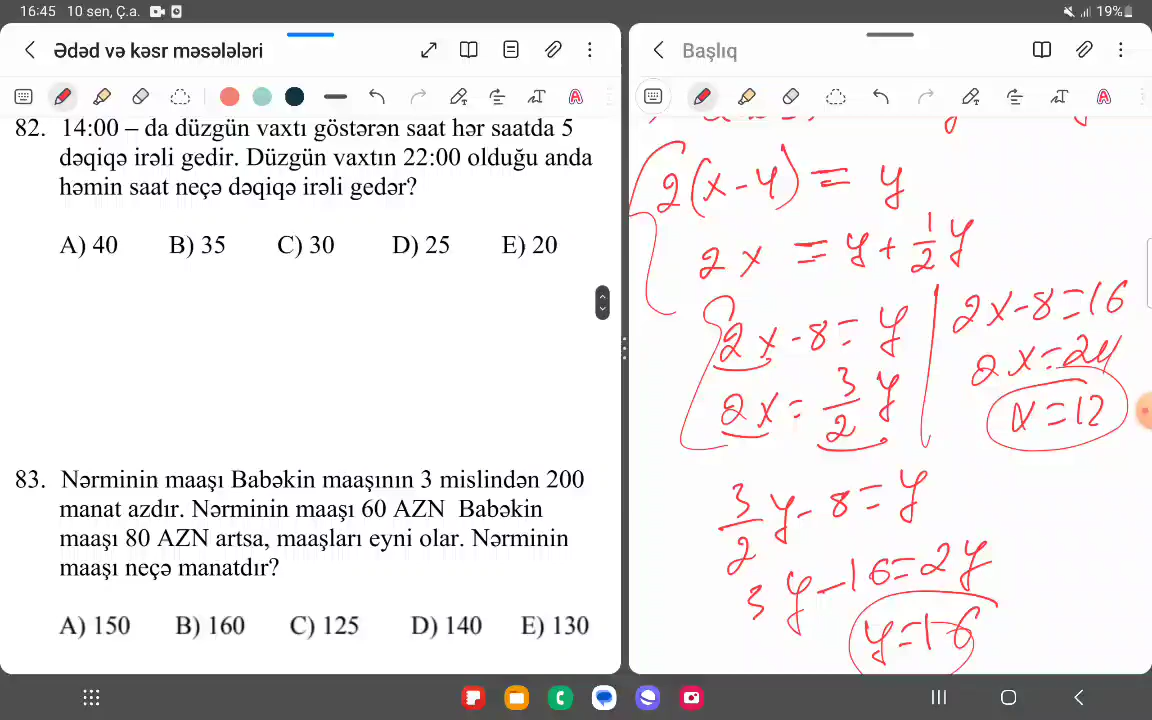 16:45 10 sen, Ç.a. 19%
Ədəd və kəsr məsələləri
Başlıq
82. 14:00 – da düzgün vaxtı göstərən saat hər saatda 5
dəqiqə irəli gedir. Düzgün vaxtın 22:00 olduğu anda
həmin saat neçə dəqiqə irəli gedər?
A) 40 B) 35 C) 30 D) 25 E) 20
83. Nərminin maaşı Babəkin maaşının 3 mislindən 200
manat azdır. Nərminin maaşı 60 AZN Babəkin
maaşı 80 AZN artsa, maaşları eyni olar. Nərminin
maaşı neçə manatdır?
A) 150 B) 160 C) 125 D) 140 E) 130
2(x-4) = y
2x = y + 1/2 y
2x - 8 = y
2x = 3/2 y
2x-8=16
2x=24
x=12
3/2 y - 8 = y
3y-16=2y
y=16